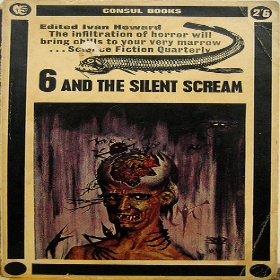 CONSUL BOOKS
2/6
Edited Ivan Howard
The infiltration of horror will
bring chills to your very marrow
...Science Fiction Quarterly
6 AND THE SILENT SCREAM